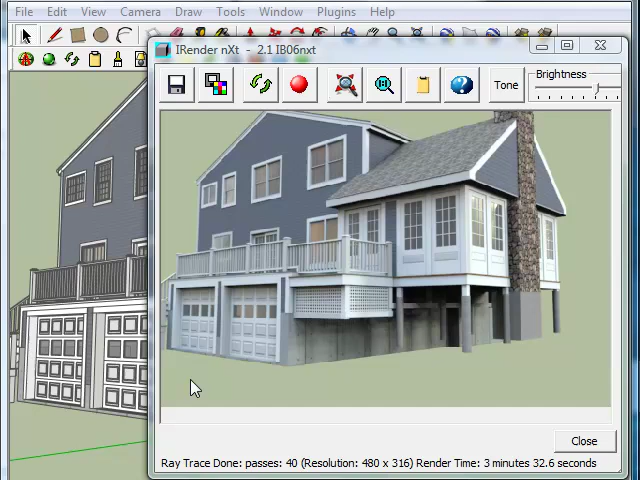 File Edit View Camera Draw Tools Window Plugins Help
IRender nXt - 2.1 IB06nxt
Tone
Brightness
Close
Ray Trace Done: passes: 40 (Resolution: 480 x 316) Render Time: 3 minutes 32.6 seconds